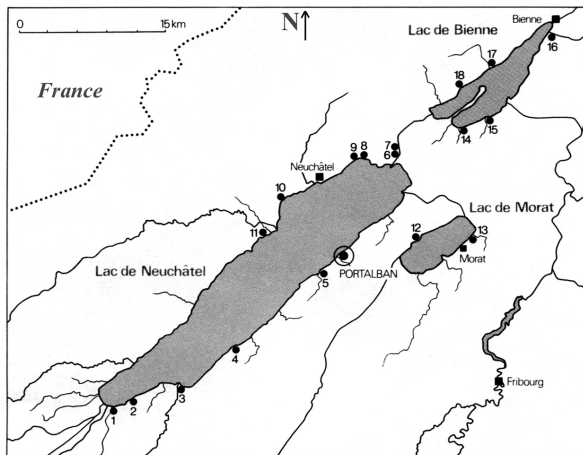 0 15 km
N
Lac de Bienne
Bienne
16
17
18
France
15
14
9 8 7
6
Neuchâtel
10
Lac de Morat
11
12
13
Lac de Neuchâtel
Morat
PORTALBAN
5
4
Fribourg
3
2
1